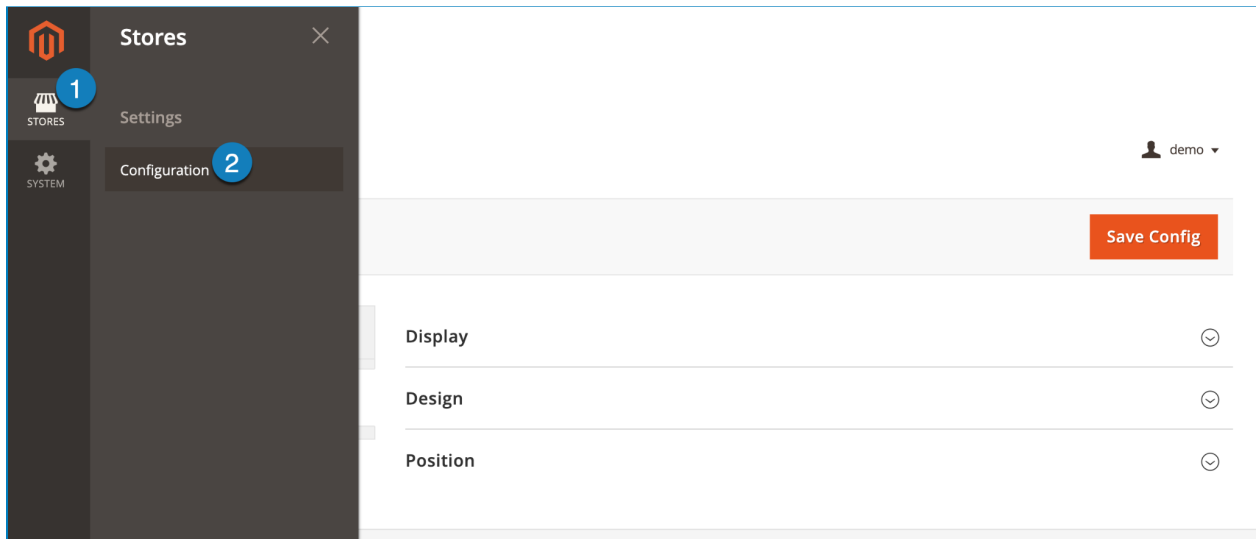 Stores
1
STORES
Settings
Configuration 2
SYSTEM
demo
Save Config
Display
Design
Position